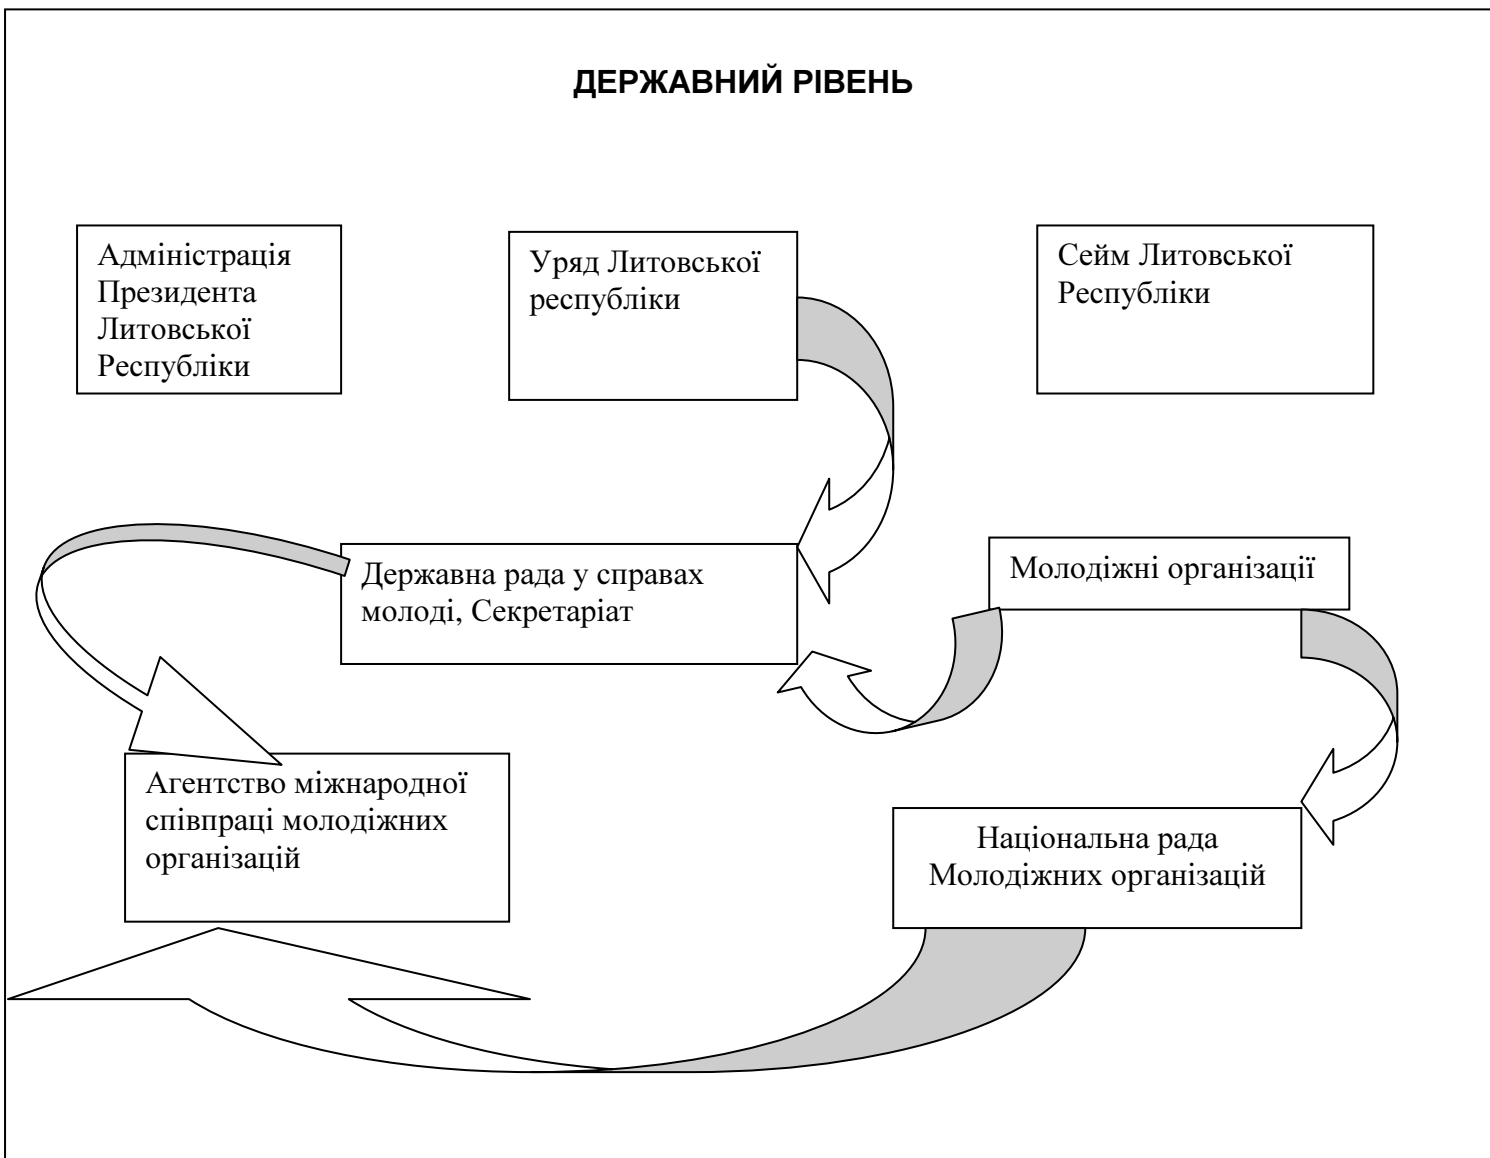 ДЕРЖАВНИЙ РІВЕНЬ
Адміністрація
Президента
Литовської
Республіки
Уряд Литовської
республіки
Сейм Литовської
Республіки
Державна рада у справах
молоді, Секретаріат
Молодіжні організації
Агентство міжнародної
співпраці молодіжних
організацій
Національна рада
Молодіжних організацій